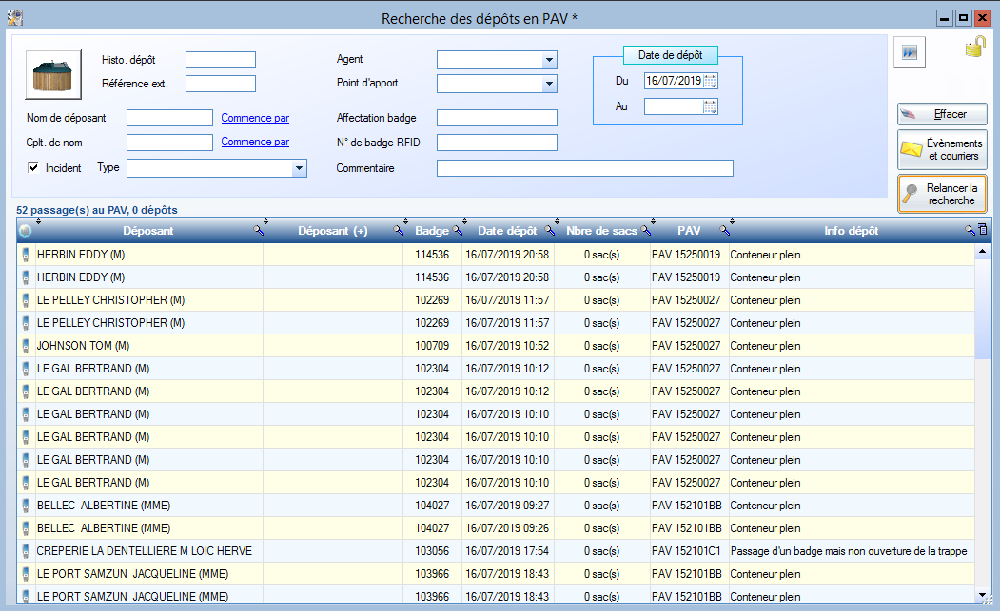 Recherche des dépôts en PAV *
Histo. dépôt
Référence ext.
Agent
Point d'apport
Date de dépôt
Du 16/07/2019
Au
Nom de déposant Commence par
Cplt. de nom Commence par
Affectation badge
N° de badge RFID
Incident Type
Commentaire
Effacer
Évènements et courriers
Relancer la recherche
52 passage(s) au PAV, 0 dépôts
Déposant Déposant (+) Badge Date dépôt Nbre de sacs PAV Info dépôt
HERBIN EDDY (M) 114536 16/07/2019 20:58 0 sac(s) PAV 15250019 Conteneur plein
HERBIN EDDY (M) 114536 16/07/2019 20:58 0 sac(s) PAV 15250019 Conteneur plein
LE PELLEY CHRISTOPHER (M) 102269 16/07/2019 11:57 0 sac(s) PAV 15250027 Conteneur plein
LE PELLEY CHRISTOPHER (M) 102269 16/07/2019 11:57 0 sac(s) PAV 15250027 Conteneur plein
JOHNSON TOM (M) 100709 16/07/2019 10:52 0 sac(s) PAV 15250027 Conteneur plein
LE GAL BERTRAND (M) 102304 16/07/2019 10:12 0 sac(s) PAV 15250027 Conteneur plein
LE GAL BERTRAND (M) 102304 16/07/2019 10:12 0 sac(s) PAV 15250027 Conteneur plein
LE GAL BERTRAND (M) 102304 16/07/2019 10:10 0 sac(s) PAV 15250027 Conteneur plein
LE GAL BERTRAND (M) 102304 16/07/2019 10:10 0 sac(s) PAV 15250027 Conteneur plein
LE GAL BERTRAND (M) 102304 16/07/2019 10:10 0 sac(s) PAV 15250027 Conteneur plein
LE GAL BERTRAND (M) 102304 16/07/2019 10:10 0 sac(s) PAV 15250027 Conteneur plein
BELLEC ALBERTINE (MME) 104027 16/07/2019 09:27 0 sac(s) PAV 152101BB Conteneur plein
BELLEC ALBERTINE (MME) 104027 16/07/2019 09:26 0 sac(s) PAV 152101BB Conteneur plein
CREPERIE LA DENTELLIERE M LOIC HERVE 103056 16/07/2019 17:54 0 sac(s) PAV 152101C1 Passage d'un badge mais non ouverture de la trappe
LE PORT SAMZUN JACQUELINE (MME) 103966 16/07/2019 18:43 0 sac(s) PAV 152101BB Conteneur plein
LE PORT SAMZUN JACQUELINE (MME) 103966 16/07/2019 18:43 0 sac(s) PAV 152101BB Conteneur plein